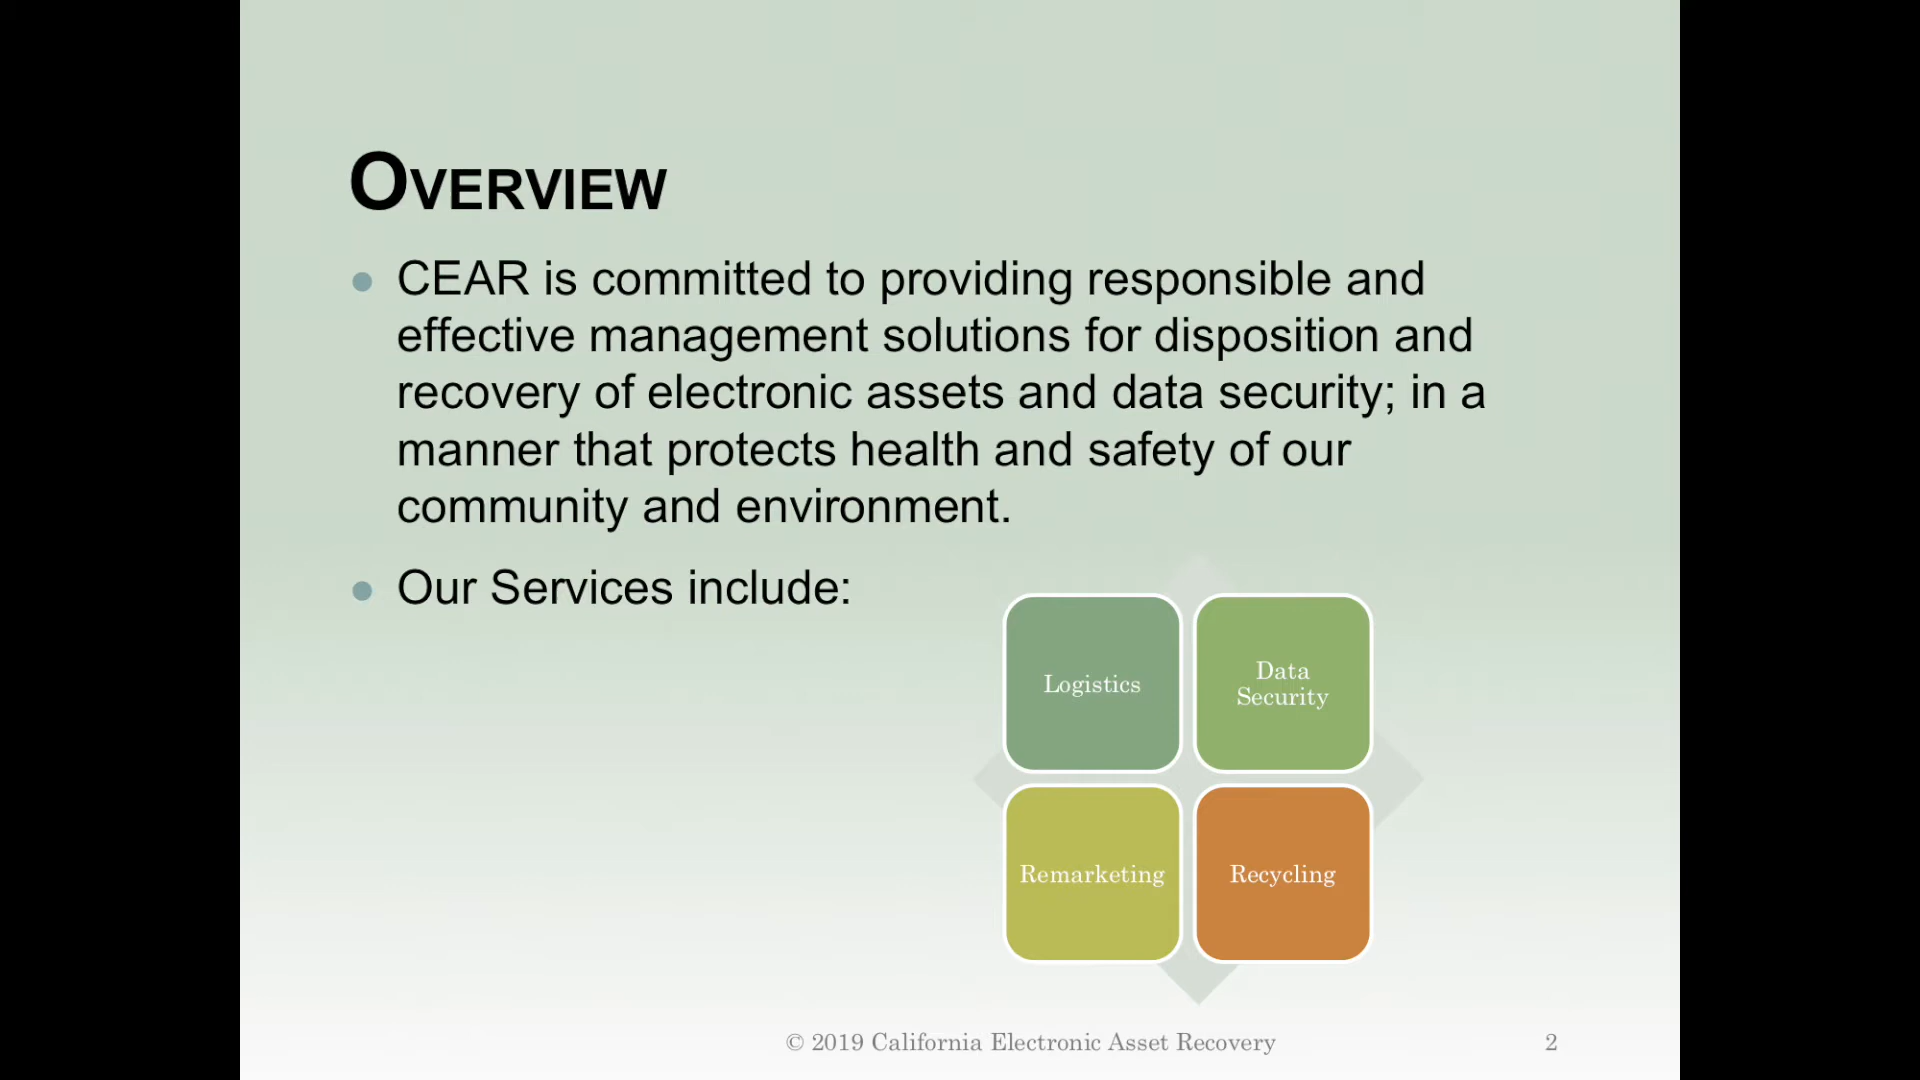 OVERVIEW
CEAR is committed to providing responsible and
effective management solutions for disposition and
recovery of electronic assets and data security; in a
manner that protects health and safety of our
community and environment.
Our Services include:
Logistics
Data
Security
Remarketing
Recycling
© 2019 California Electronic Asset Recovery
2